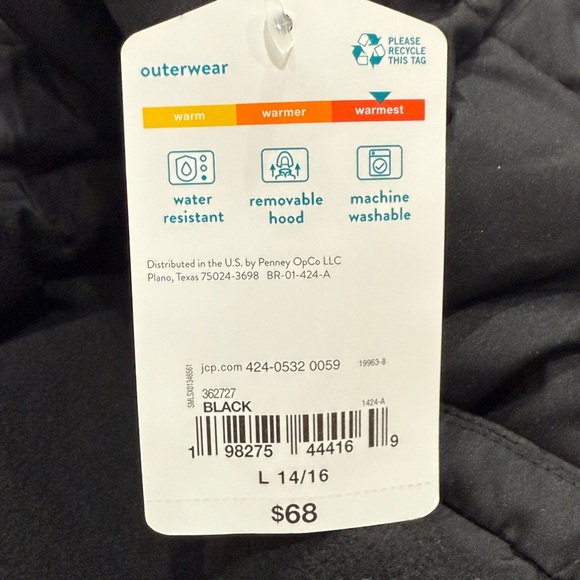 PLEASE
RECYCLE
THIS TAG
outerwear
warm warmer warmest
water
resistant
removable
hood
machine
washable
Distributed in the U.S. by Penney OpCo LLC
Plano, Texas 75024-3698 BR-01-424-A
jcp.com 424-0532 0059 19963-8
SMLSX01346561
362727
BLACK 1424-A
1 98275 44416 9
L 14/16
$68